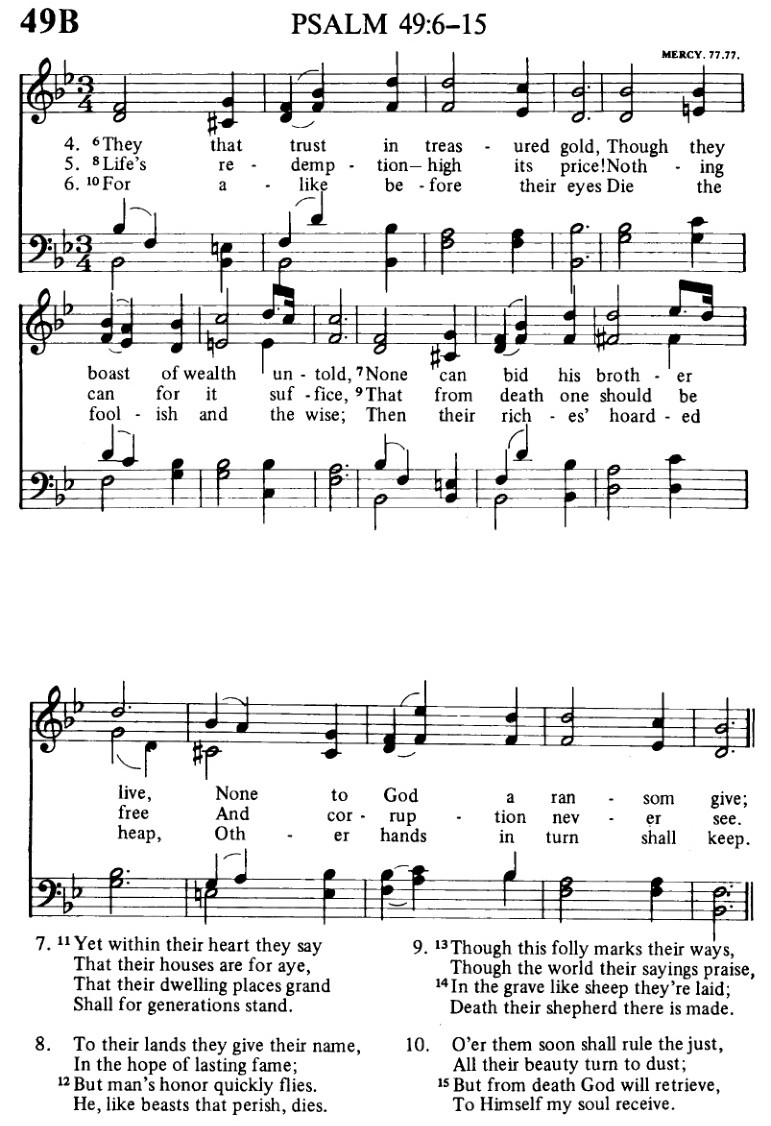 49B PSALM 49:6–15
MERCY. 77.77.
4. ⁶They that trust in treas - ured gold, Though they
5. ⁸Life's re - demp - tion—high its price! Noth - ing
6. ¹⁰For a - like be - fore their eyes Die the
boast of wealth un - told, ⁷None can bid his broth - er
can for it suf - fice, ⁹That from death one should be
fool - ish and the wise; Then their rich - es' hoard - ed
live, None to God a ran - som give;
free And cor - rup - tion nev - er see.
heap, Oth - er hands in turn shall keep.
7. ¹¹Yet within their heart they say
That their houses are for aye,
That their dwelling places grand
Shall for generations stand.
8. To their lands they give their name,
In the hope of lasting fame;
¹²But man's honor quickly flies.
He, like beasts that perish, dies.
9. ¹³Though this folly marks their ways,
Though the world their sayings praise,
¹⁴In the grave like sheep they're laid;
Death their shepherd there is made.
10. O'er them soon shall rule the just,
All their beauty turn to dust;
¹⁵But from death God will retrieve,
To Himself my soul receive.